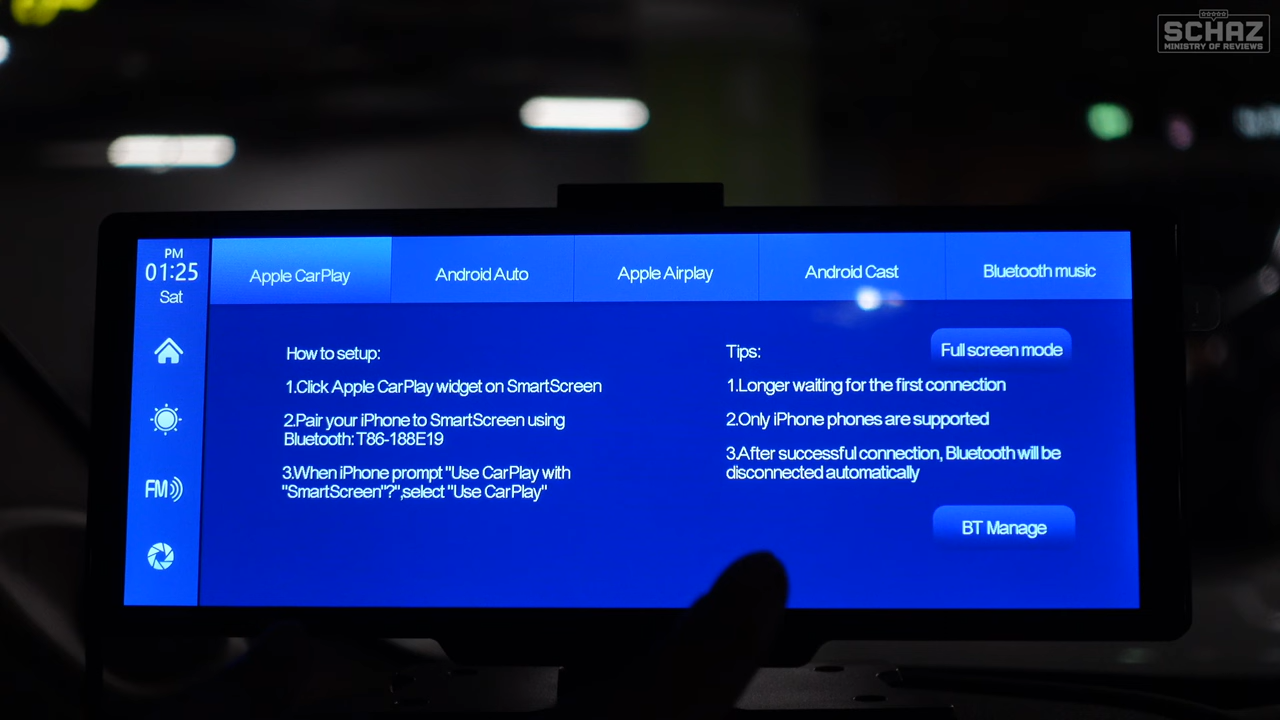 SCHAZ
MINISTRY OF REVIEWS
PM
01:25
Sat
Apple CarPlay
Android Auto
Apple Airplay
Android Cast
Bluetooth music
FM
How to setup:
1.Click Apple CarPlay widget on SmartScreen
2.Pair your iPhone to SmartScreen using
Bluetooth: T86-188E19
3.When iPhone prompt "Use CarPlay with
"SmartScreen"?",select "Use CarPlay"
Tips:
Full screen mode
1.Longer waiting for the first connection
2.Only iPhone phones are supported
3.After successful connection, Bluetooth will be
disconnected automatically
BT Manage